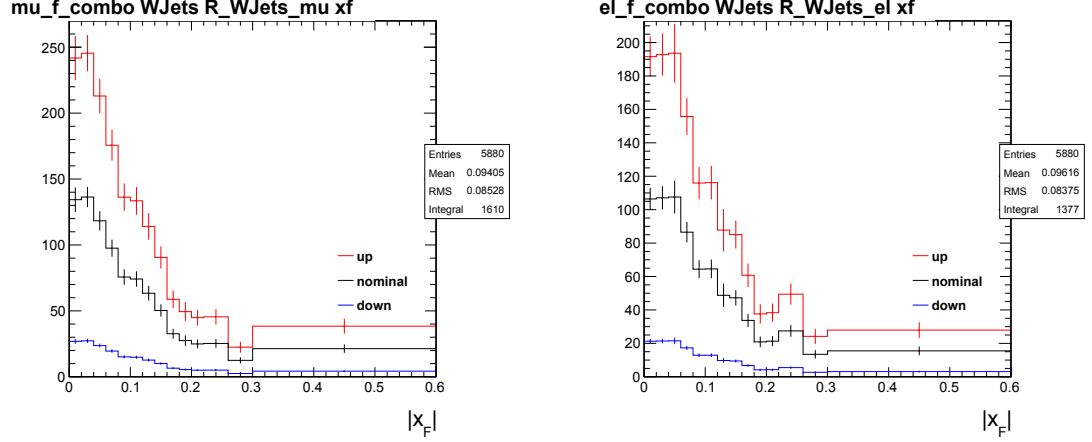 mu_f_combo WJets R_WJets_mu xf
250
200
150
100
50
0
0 0.1 0.2 0.3 0.4 0.5 0.6
|x_F|
Entries 5880
Mean 0.09405
RMS 0.08528
Integral 1610
up
nominal
down
el_f_combo WJets R_WJets_el xf
200
180
160
140
120
100
80
60
40
20
0
0 0.1 0.2 0.3 0.4 0.5 0.6
|x_F|
Entries 5880
Mean 0.09616
RMS 0.08375
Integral 1377
up
nominal
down